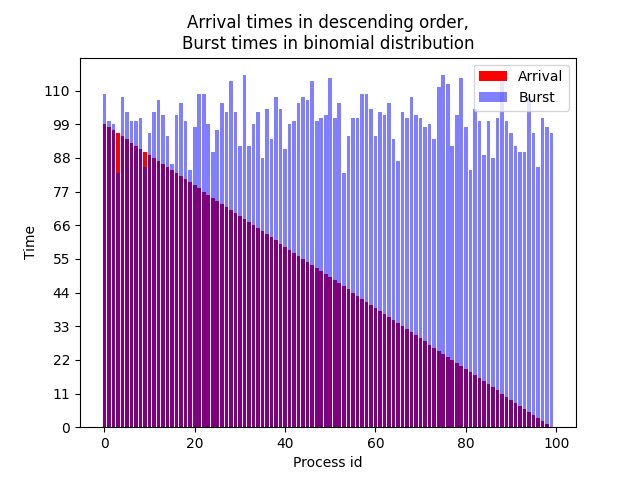 Arrival times in descending order,
Burst times in binomial distribution
Arrival
Burst
Time
110
99
88
77
66
55
44
33
22
11
0
0 20 40 60 80 100
Process id